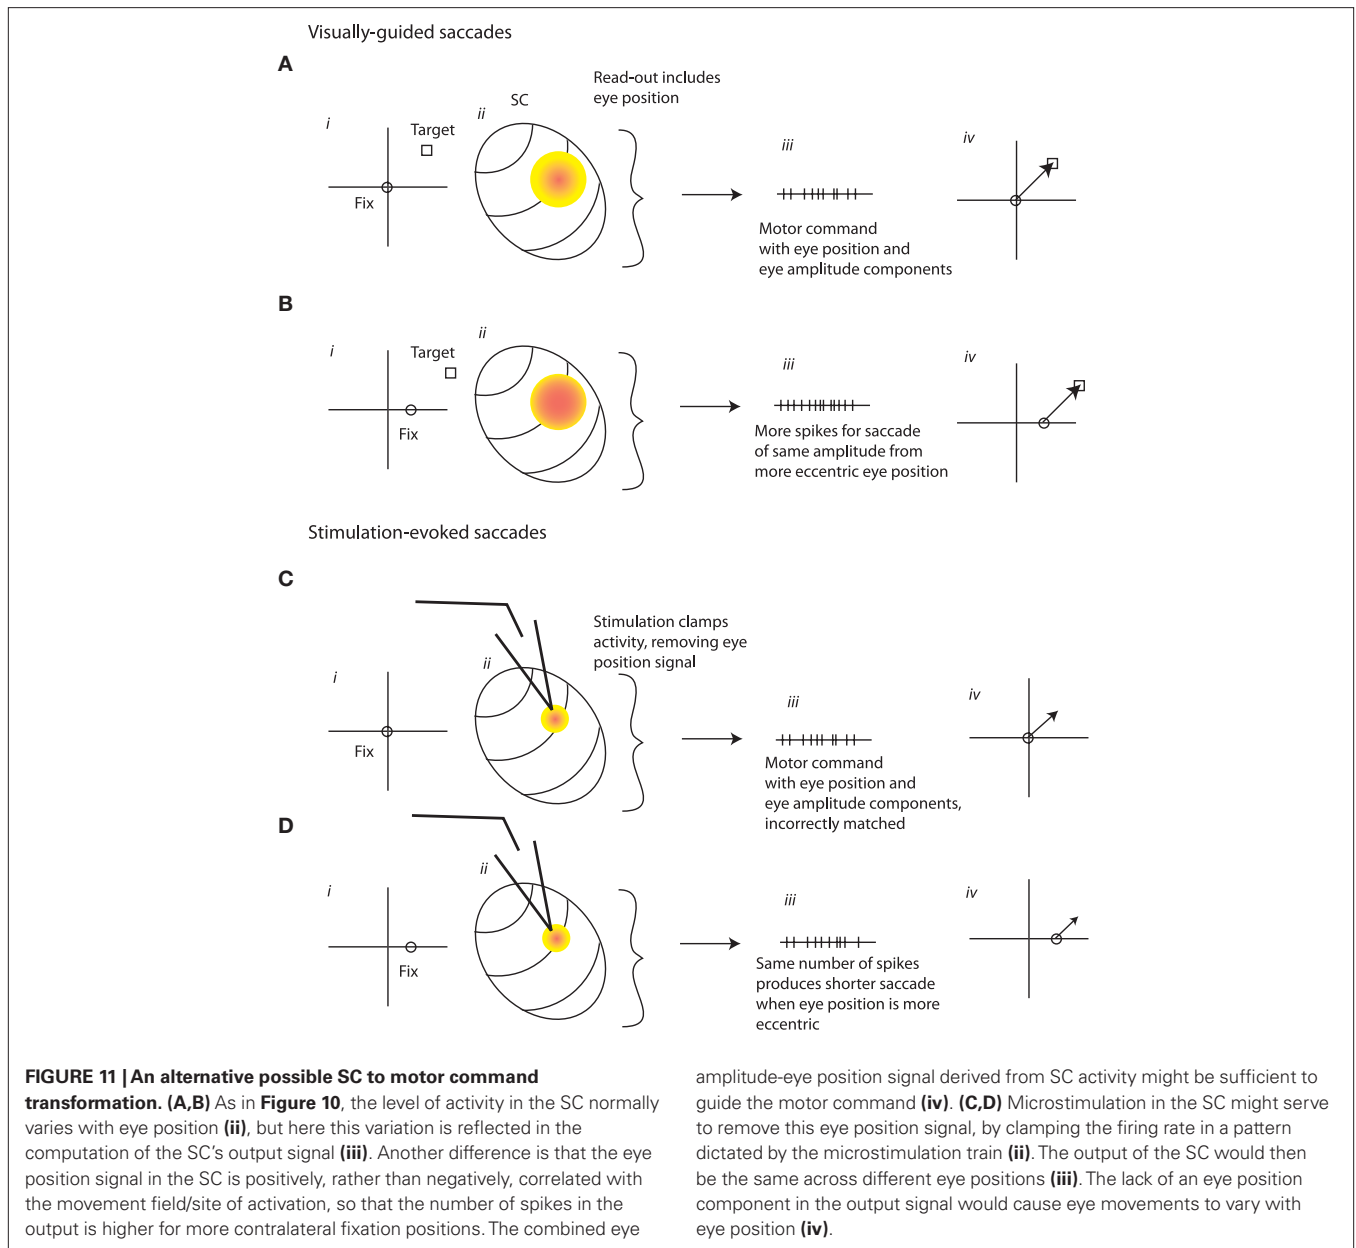 Visually-guided saccades
A
i
Target
Fix
ii
SC
Read-out includes
eye position
iii
Motor command
with eye position and
eye amplitude components
iv
B
i
Target
Fix
ii
iii
More spikes for saccade
of same amplitude from
more eccentric eye position
iv
Stimulation-evoked saccades
C
i
Fix
ii
Stimulation clamps
activity, removing eye
position signal
iii
Motor command
with eye position and
eye amplitude components,
incorrectly matched
iv
D
i
Fix
ii
iii
Same number of spikes
produces shorter saccade
when eye position is more
eccentric
iv
FIGURE 11 | An alternative possible SC to motor command
transformation. (A,B) As in Figure 10, the level of activity in the SC normally
varies with eye position (ii), but here this variation is reflected in the
computation of the SC's output signal (iii). Another difference is that the eye
position signal in the SC is positively, rather than negatively, correlated with
the movement field/site of activation, so that the number of spikes in the
output is higher for more contralateral fixation positions. The combined eye
amplitude-eye position signal derived from SC activity might be sufficient to
guide the motor command (iv). (C,D) Microstimulation in the SC might serve
to remove this eye position signal, by clamping the firing rate in a pattern
dictated by the microstimulation train (ii). The output of the SC would then
be the same across different eye positions (iii). The lack of an eye position
component in the output signal would cause eye movements to vary with
eye position (iv).